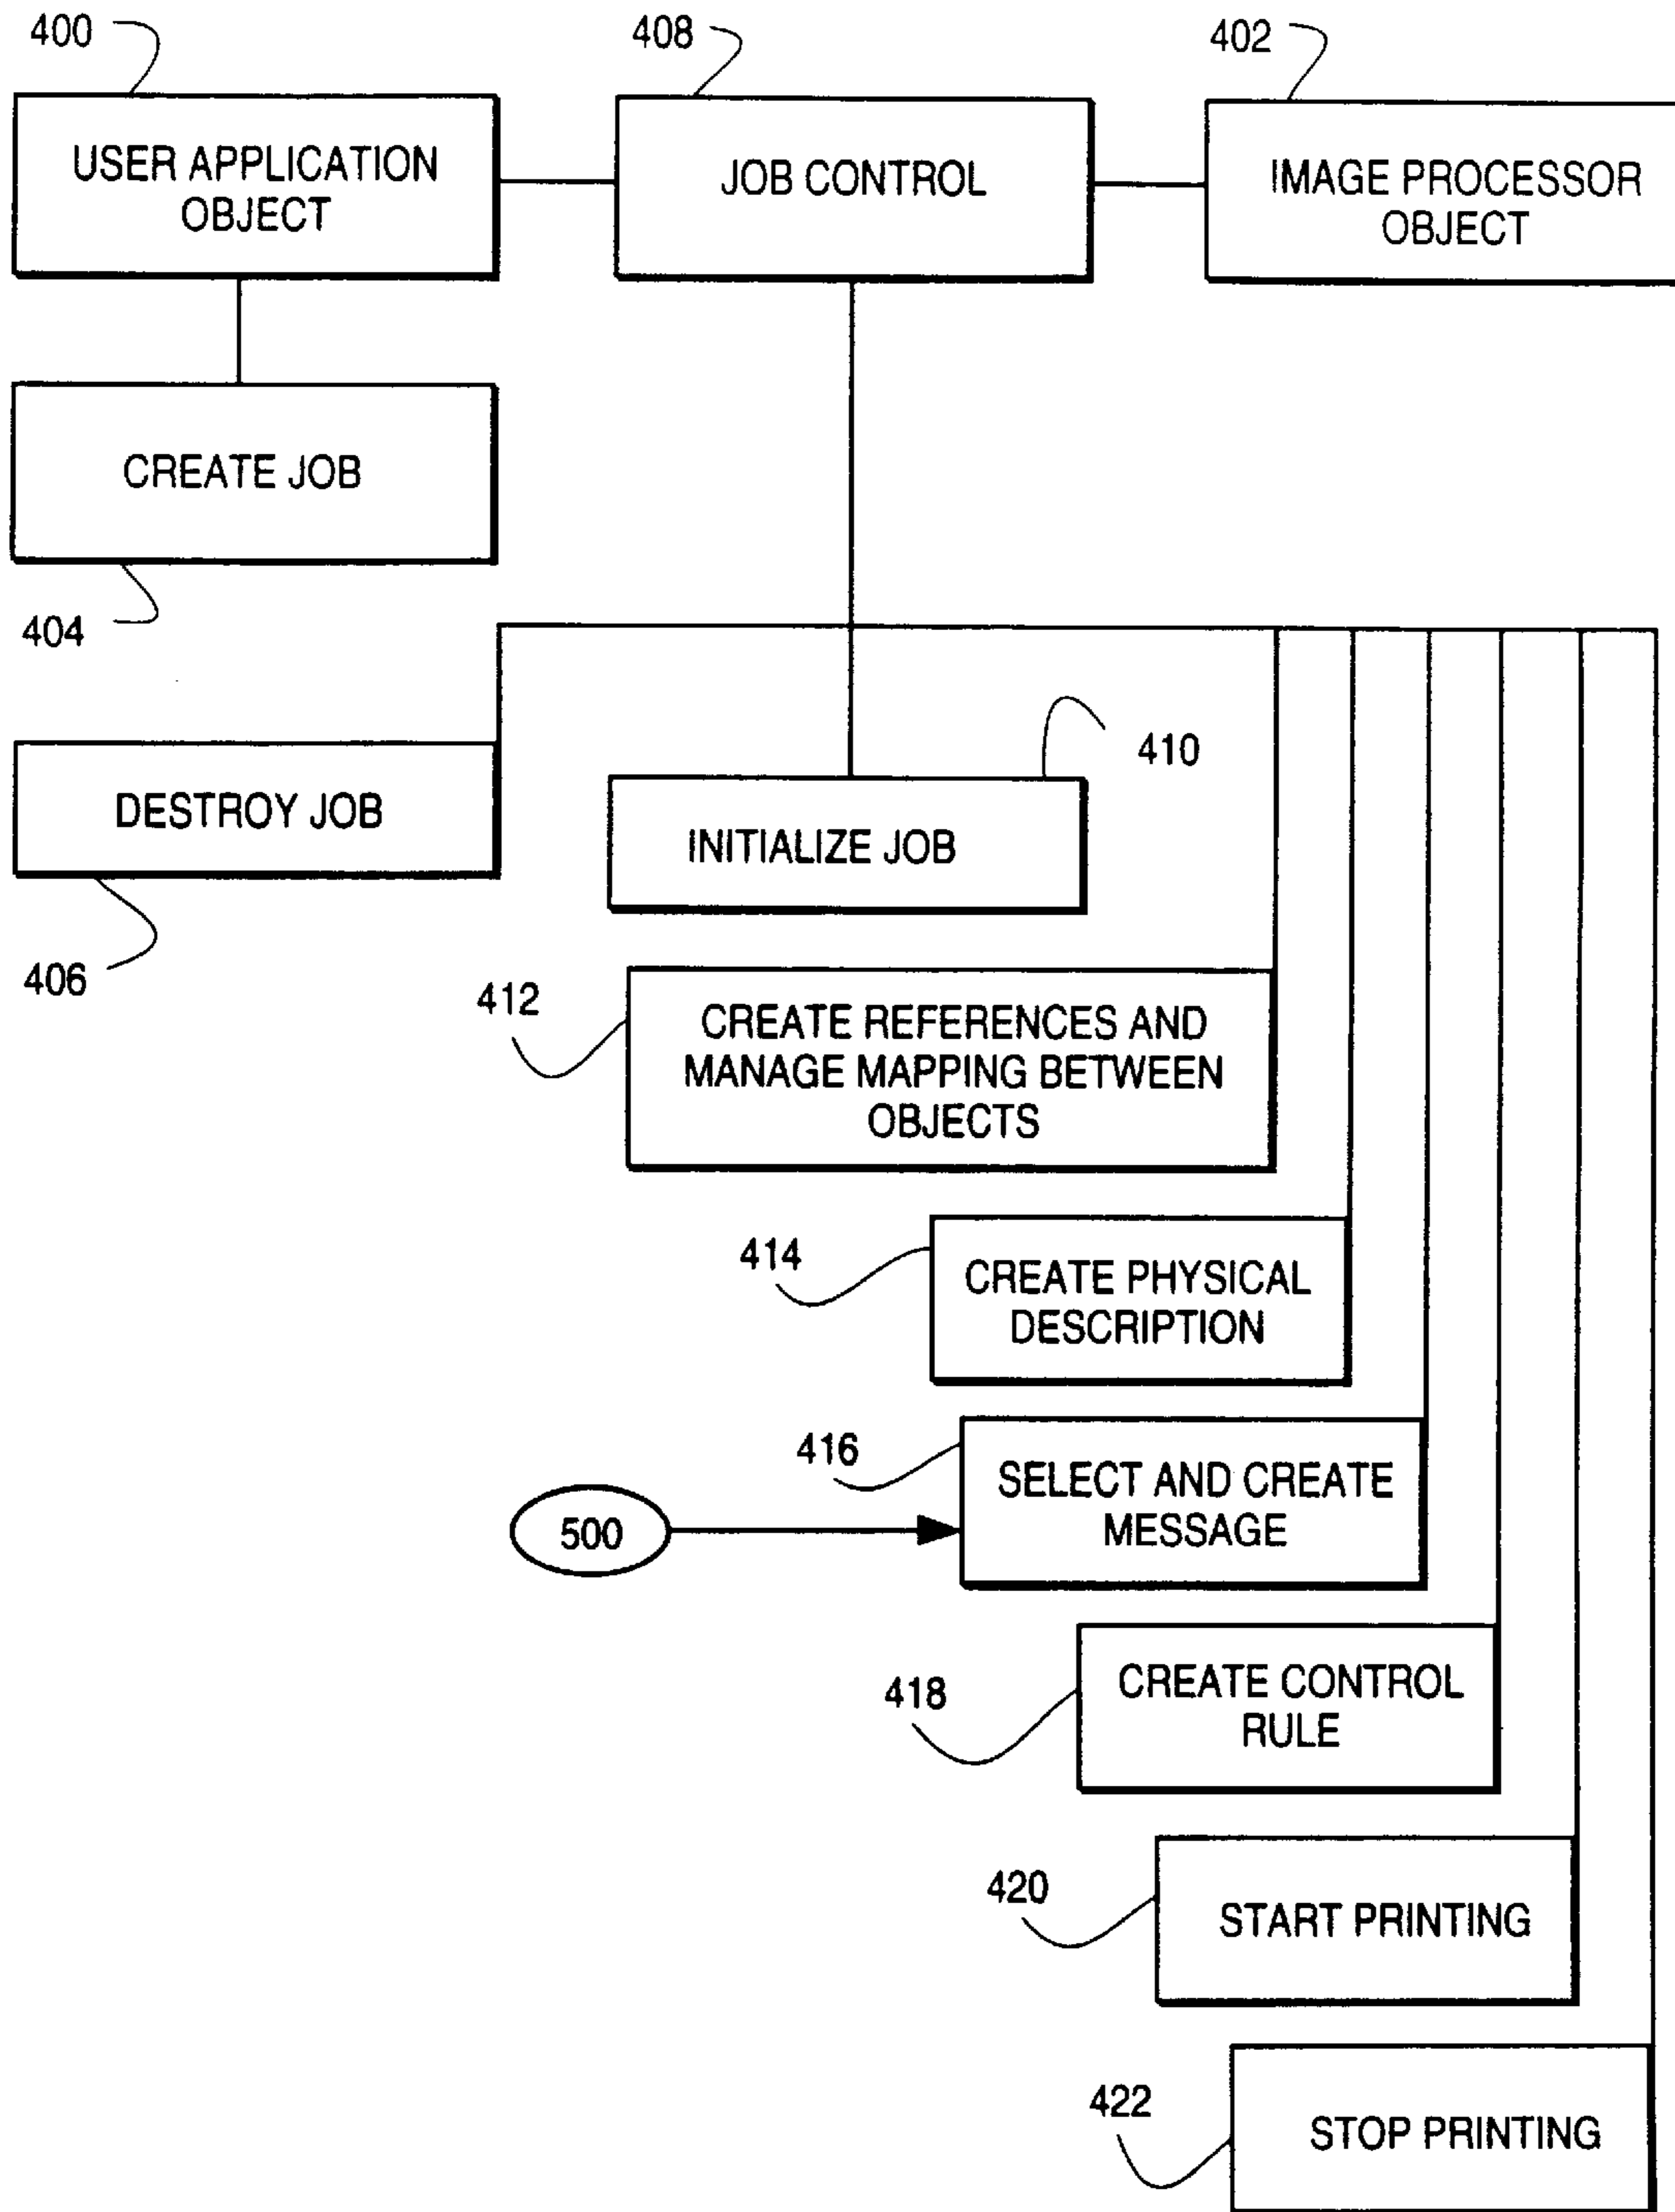 400
408
402
USER APPLICATION
OBJECT
JOB CONTROL
IMAGE PROCESSOR
OBJECT
CREATE JOB
404
DESTROY JOB
406
410
INITIALIZE JOB
412
CREATE REFERENCES AND
MANAGE MAPPING BETWEEN
OBJECTS
414
CREATE PHYSICAL
DESCRIPTION
416
SELECT AND CREATE
MESSAGE
500
418
CREATE CONTROL
RULE
420
START PRINTING
422
STOP PRINTING